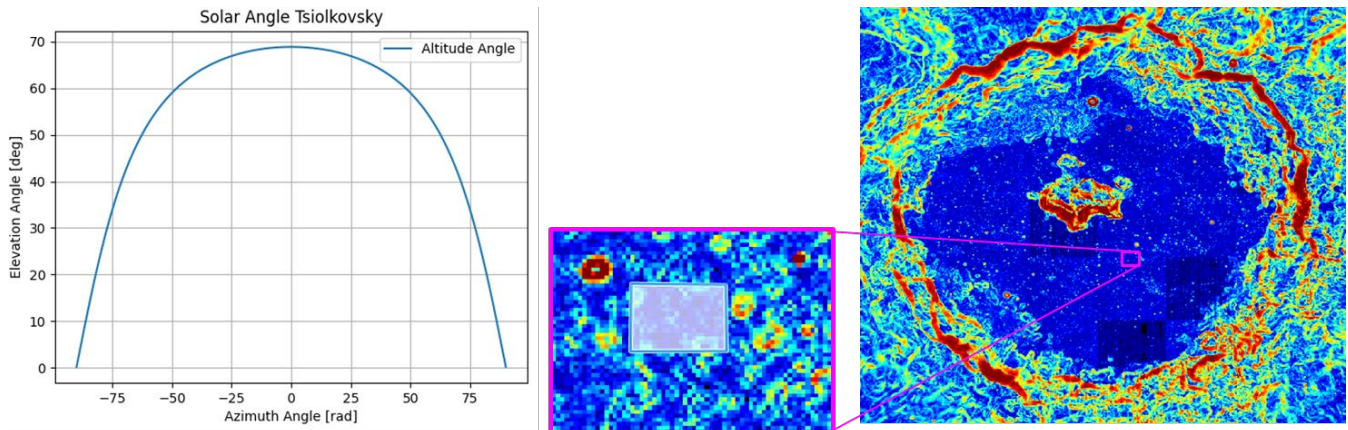 Solar Angle Tsiolkovsky
Altitude Angle
70
60
50
40
30
20
10
0
Elevation Angle [deg]
−75 −50 −25 0 25 50 75
Azimuth Angle [rad]